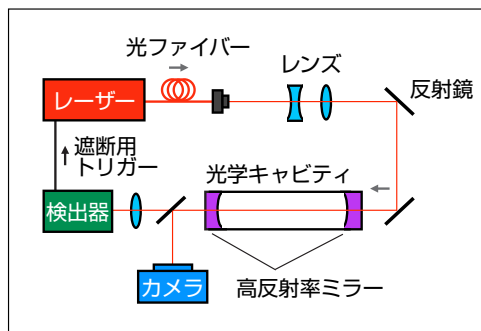 光ファイバー
レンズ
レーザー
反射鏡
遮断用
トリガー
光学キャビティ
検出器
カメラ
高反射率ミラー